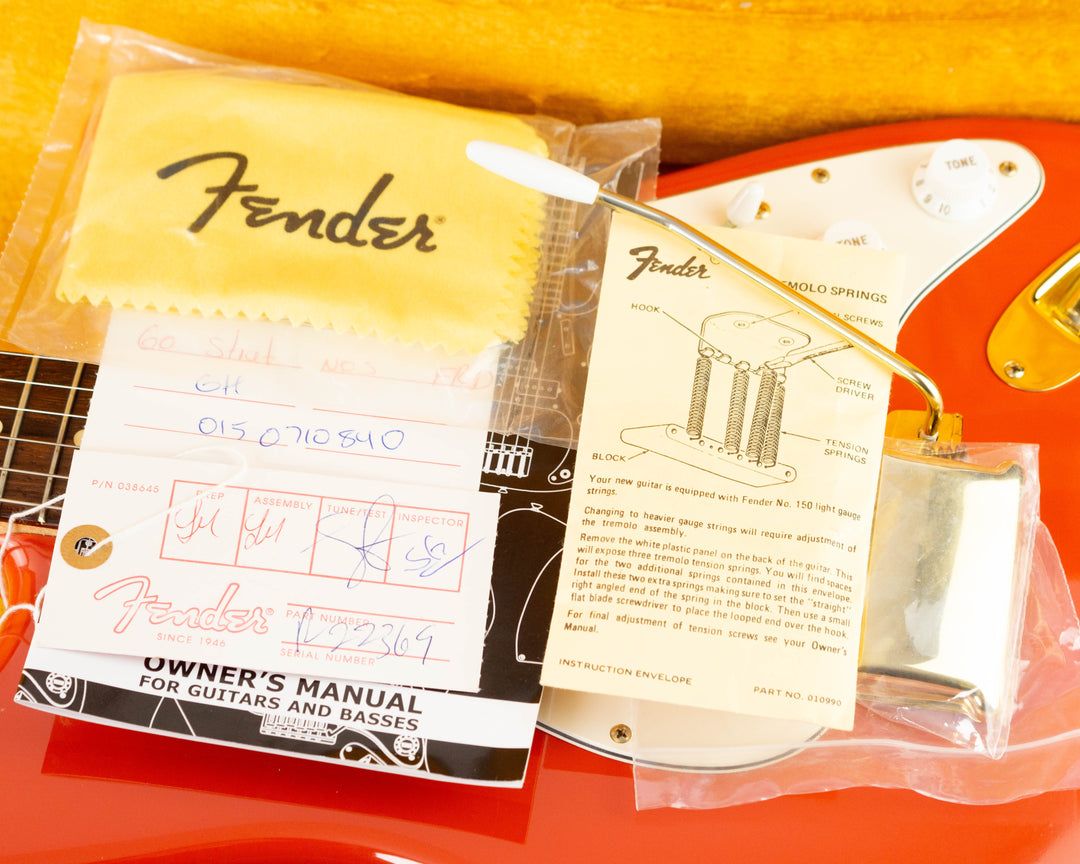 Fender®
60 Strat NOS FRD
GH
015 0710840
P/N 038645
PREP
ASSEMBLY
TUNE/TEST
INSPECTOR
Fender®
SINCE 1946
PART NUMBER
R22369
SERIAL NUMBER
OWNER'S MANUAL
FOR GUITARS AND BASSES
TONE
8 9 10
TONE
Fender
SPRINGS
HOOK
SCREWS
SCREW
DRIVER
TENSION
SPRINGS
BLOCK
Your new guitar is equipped with Fender No. 150 light gauge
strings.
Changing to heavier gauge strings will require adjustment of
the tremolo assembly.
Remove the white plastic panel on the back of the guitar. This
will expose three tremolo tension springs. You will find spaces
for the two additional springs contained in this envelope.
Install these two extra springs making sure to set the "straight"
right angled end of the spring in the block. Then use a small
flat blade screwdriver to place the looped end over the hook.
For final adjustment of tension screws see your Owner's
Manual.
INSTRUCTION ENVELOPE
PART NO. 010990